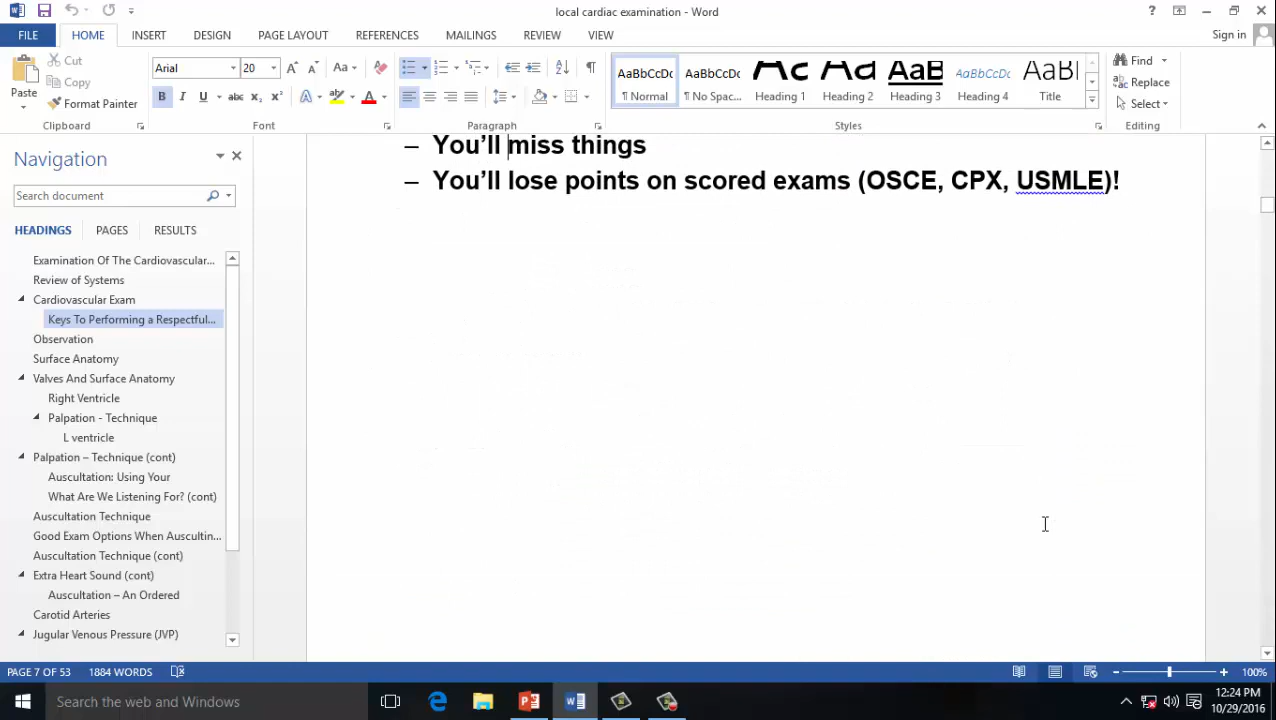 local cardiac examination - Word
FILE HOME INSERT DESIGN PAGE LAYOUT REFERENCES MAILINGS REVIEW VIEW Sign in
Paste
Cut
Copy
Format Painter
Clipboard
Arial 20
Font
Paragraph
AaBbCcDc AaBbCcDc AaBbCcDc AaBl
¶ Normal ¶ No Spac... Heading 1 Heading 2 Heading 3 Heading 4 Title
Styles
Find
Replace
Select
Editing
Navigation
Search document
HEADINGS PAGES RESULTS
Examination Of The Cardiovascular...
Review of Systems
Cardiovascular Exam
Keys To Performing a Respectful...
Observation
Surface Anatomy
Valves And Surface Anatomy
Right Ventricle
Palpation - Technique
L ventricle
Palpation – Technique (cont)
Auscultation: Using Your
What Are We Listening For? (cont)
Auscultation Technique
Good Exam Options When Auscultin...
Auscultation Technique (cont)
Extra Heart Sound (cont)
Auscultation – An Ordered
Carotid Arteries
Jugular Venous Pressure (JVP)
– You’ll miss things
– You’ll lose points on scored exams (OSCE, CPX, USMLE)!
PAGE 7 OF 53 1884 WORDS 100%
Search the web and Windows
12:24 PM
10/29/2016